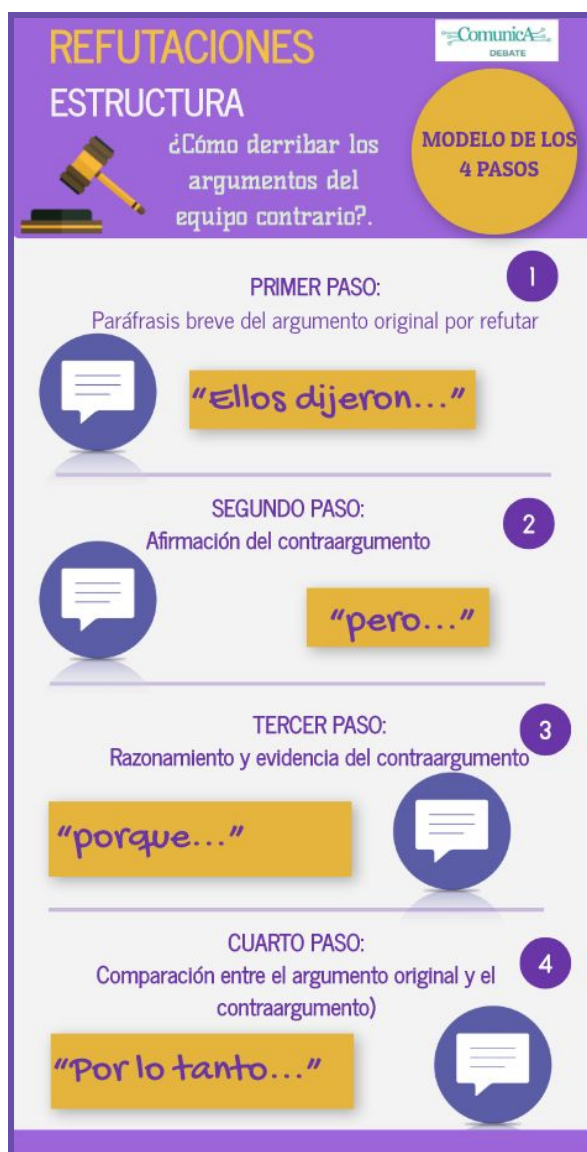 REFUTACIONES
ComunicA
DEBATE
ESTRUCTURA
¿Cómo derribar los
argumentos del
equipo contrario?.
MODELO DE LOS
4 PASOS
1
PRIMER PASO:
Paráfrasis breve del argumento original por refutar
“Ellos dijeron...”
2
SEGUNDO PASO:
Afirmación del contraargumento
“pero...”
3
TERCER PASO:
Razonamiento y evidencia del contraargumento
“porque...”
4
CUARTO PASO:
Comparación entre el argumento original y el
contraargumento)
“Por lo tanto...”